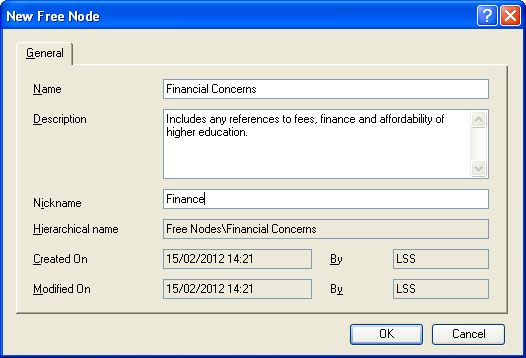 New Free Node
General
Name Financial Concerns
Description Includes any references to fees, finance and affordability of
higher education.
Nickname Finance
Hierarchical name Free Nodes\Financial Concerns
Created On 15/02/2012 14:21 By LSS
Modified On 15/02/2012 14:21 By LSS
OK Cancel